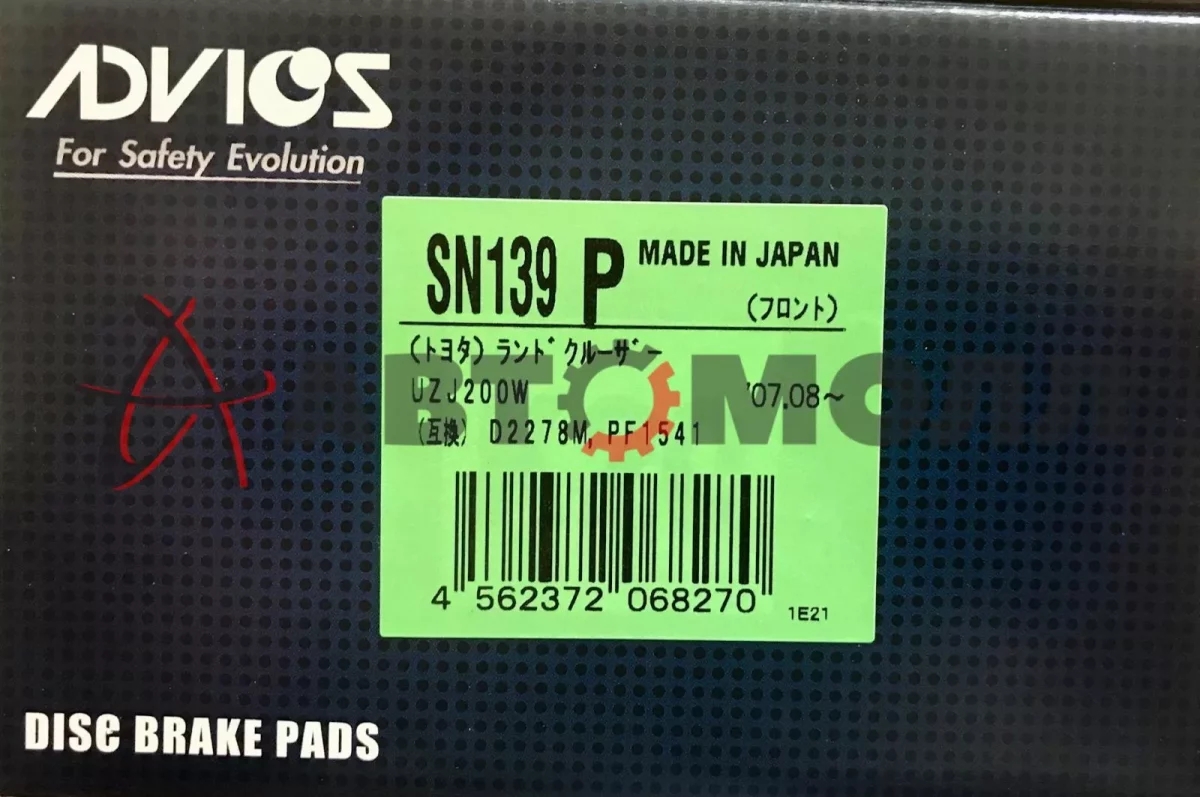 ADVICS
For Safety Evolution
SN139 P MADE IN JAPAN
(フロント)
(トヨタ) ランドクルーザー
UZJ200W '07.08~
(互換) D2278M, PF1541
4 562372 068270
1E21
DISC BRAKE PADS